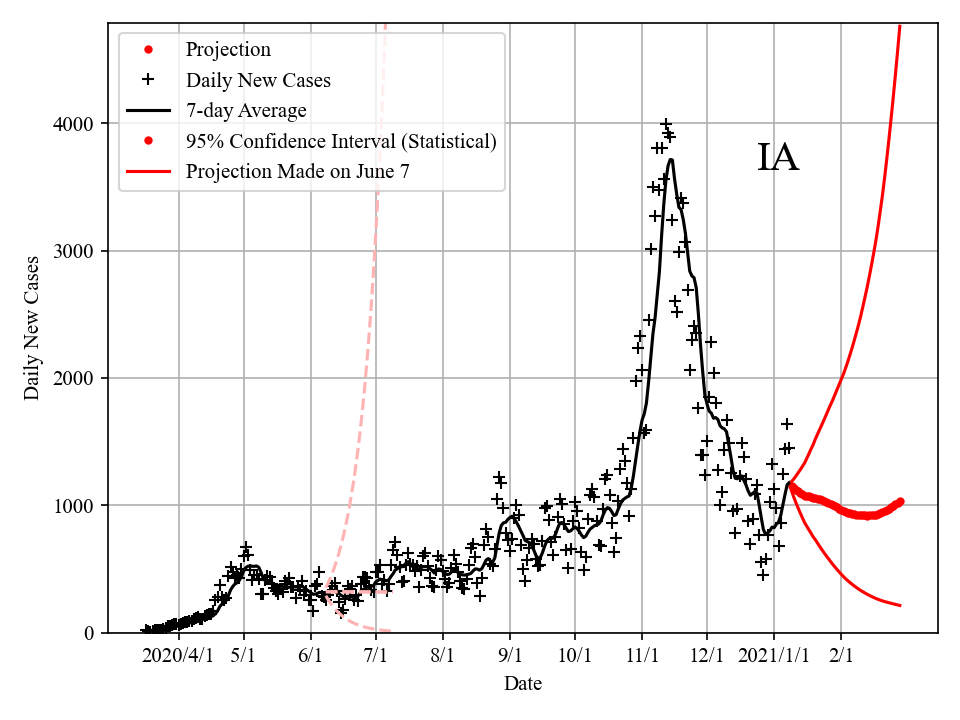 Projection
Daily New Cases
7-day Average
95% Confidence Interval (Statistical)
Projection Made on June 7
IA
4000
3000
2000
1000
0
Daily New Cases
2020/4/1 5/1 6/1 7/1 8/1 9/1 10/1 11/1 12/1 2021/1/1 2/1
Date